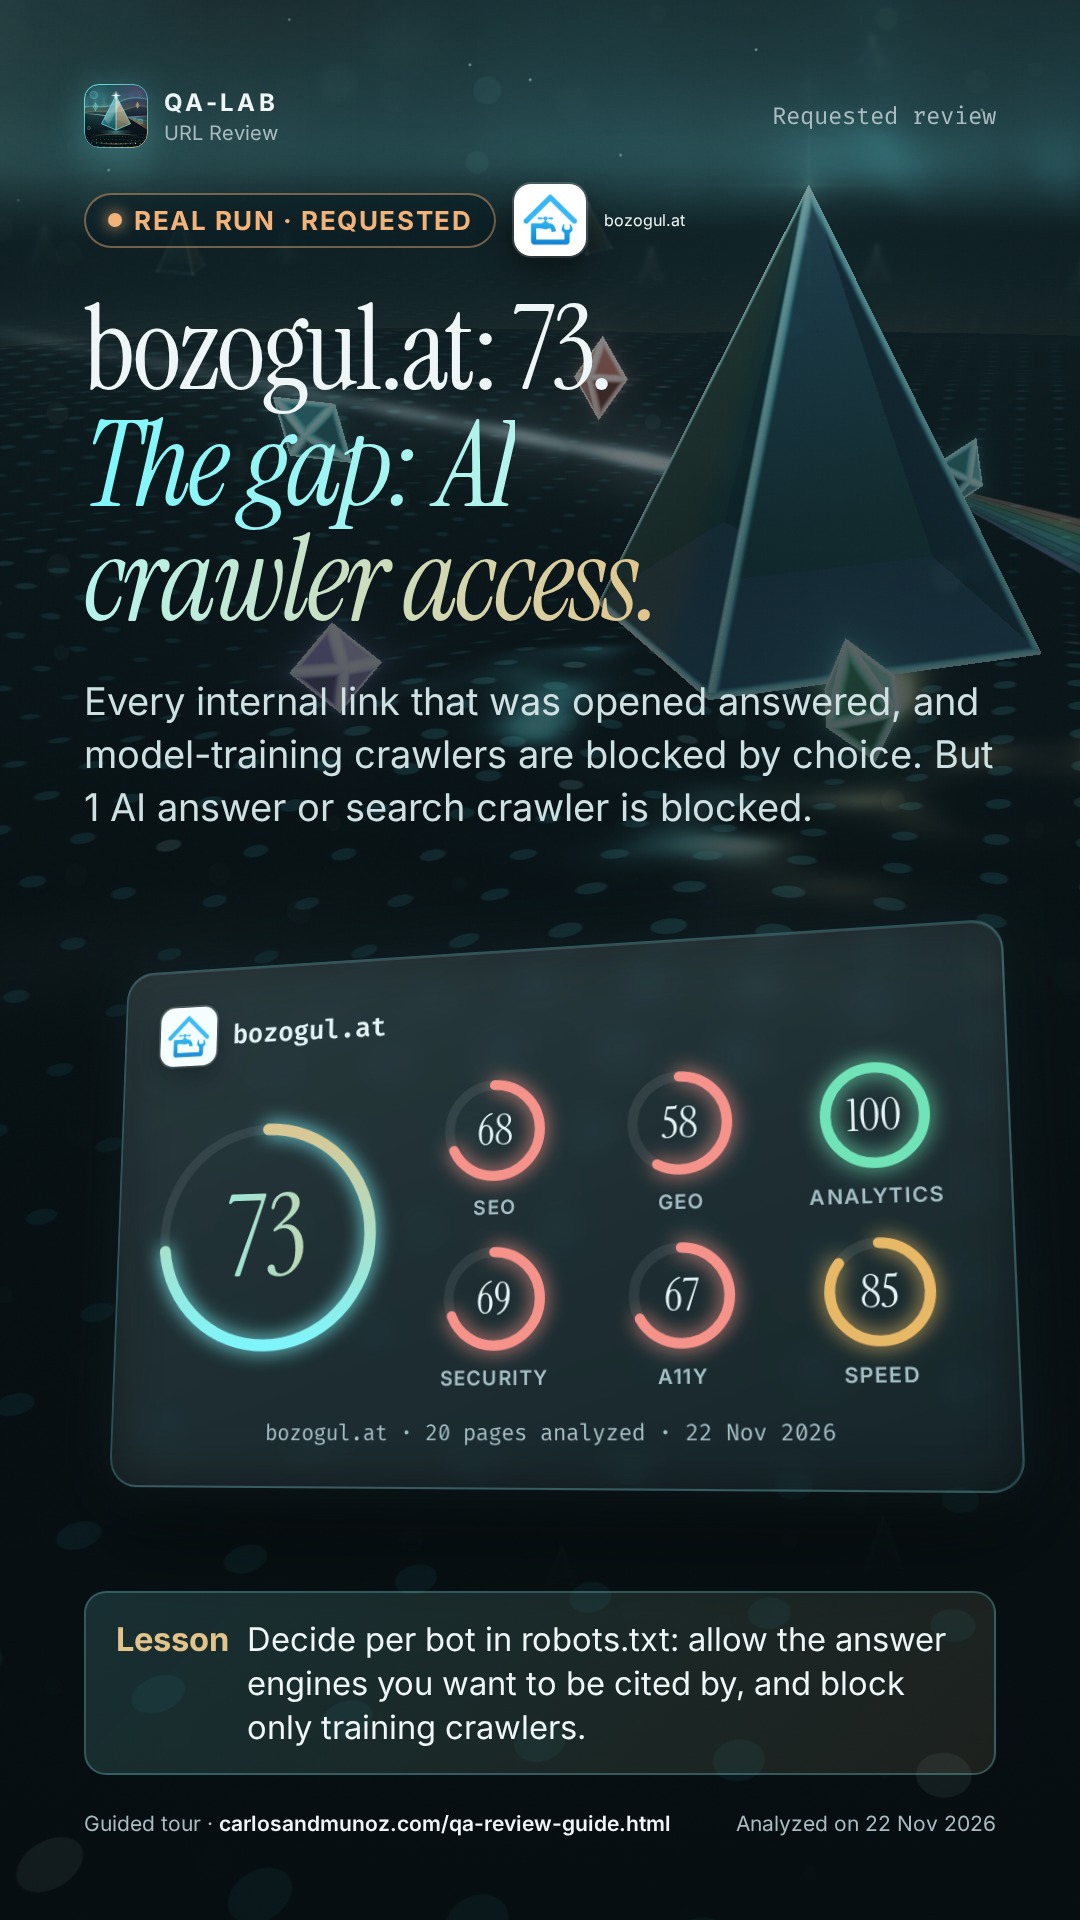 QA-LAB
URL Review
Requested review
REAL RUN · REQUESTED
bozogul.at
bozogul.at: 73.
The gap: AI
crawler access.
Every internal link that was opened answered, and
model-training crawlers are blocked by choice. But
1 AI answer or search crawler is blocked.
bozogul.at
73
68
SEO
58
GEO
100
ANALYTICS
69
SECURITY
67
A11Y
85
SPEED
bozogul.at · 20 pages analyzed · 22 Nov 2026
Lesson Decide per bot in robots.txt: allow the answer
engines you want to be cited by, and block
only training crawlers.
Guided tour · carlosandmunoz.com/qa-review-guide.html
Analyzed on 22 Nov 2026